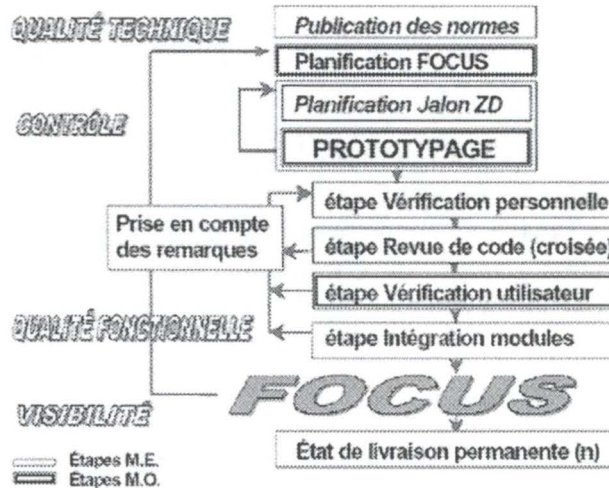 QUALITÉ TECHNIQUE
Publication des normes
Planification FOCUS
CONTRÔLE
Planification Jalon ZD
PROTOTYPAGE
étape Vérification personnelle
Prise en compte
des remarques
étape Revue de code (croisée)
étape Vérification utilisateur
QUALITÉ FONCTIONNELLE
étape Intégration modules
FOCUS
VISIBILITÉ
État de livraison permanente (n)
Étapes M.E.
Étapes M.O.